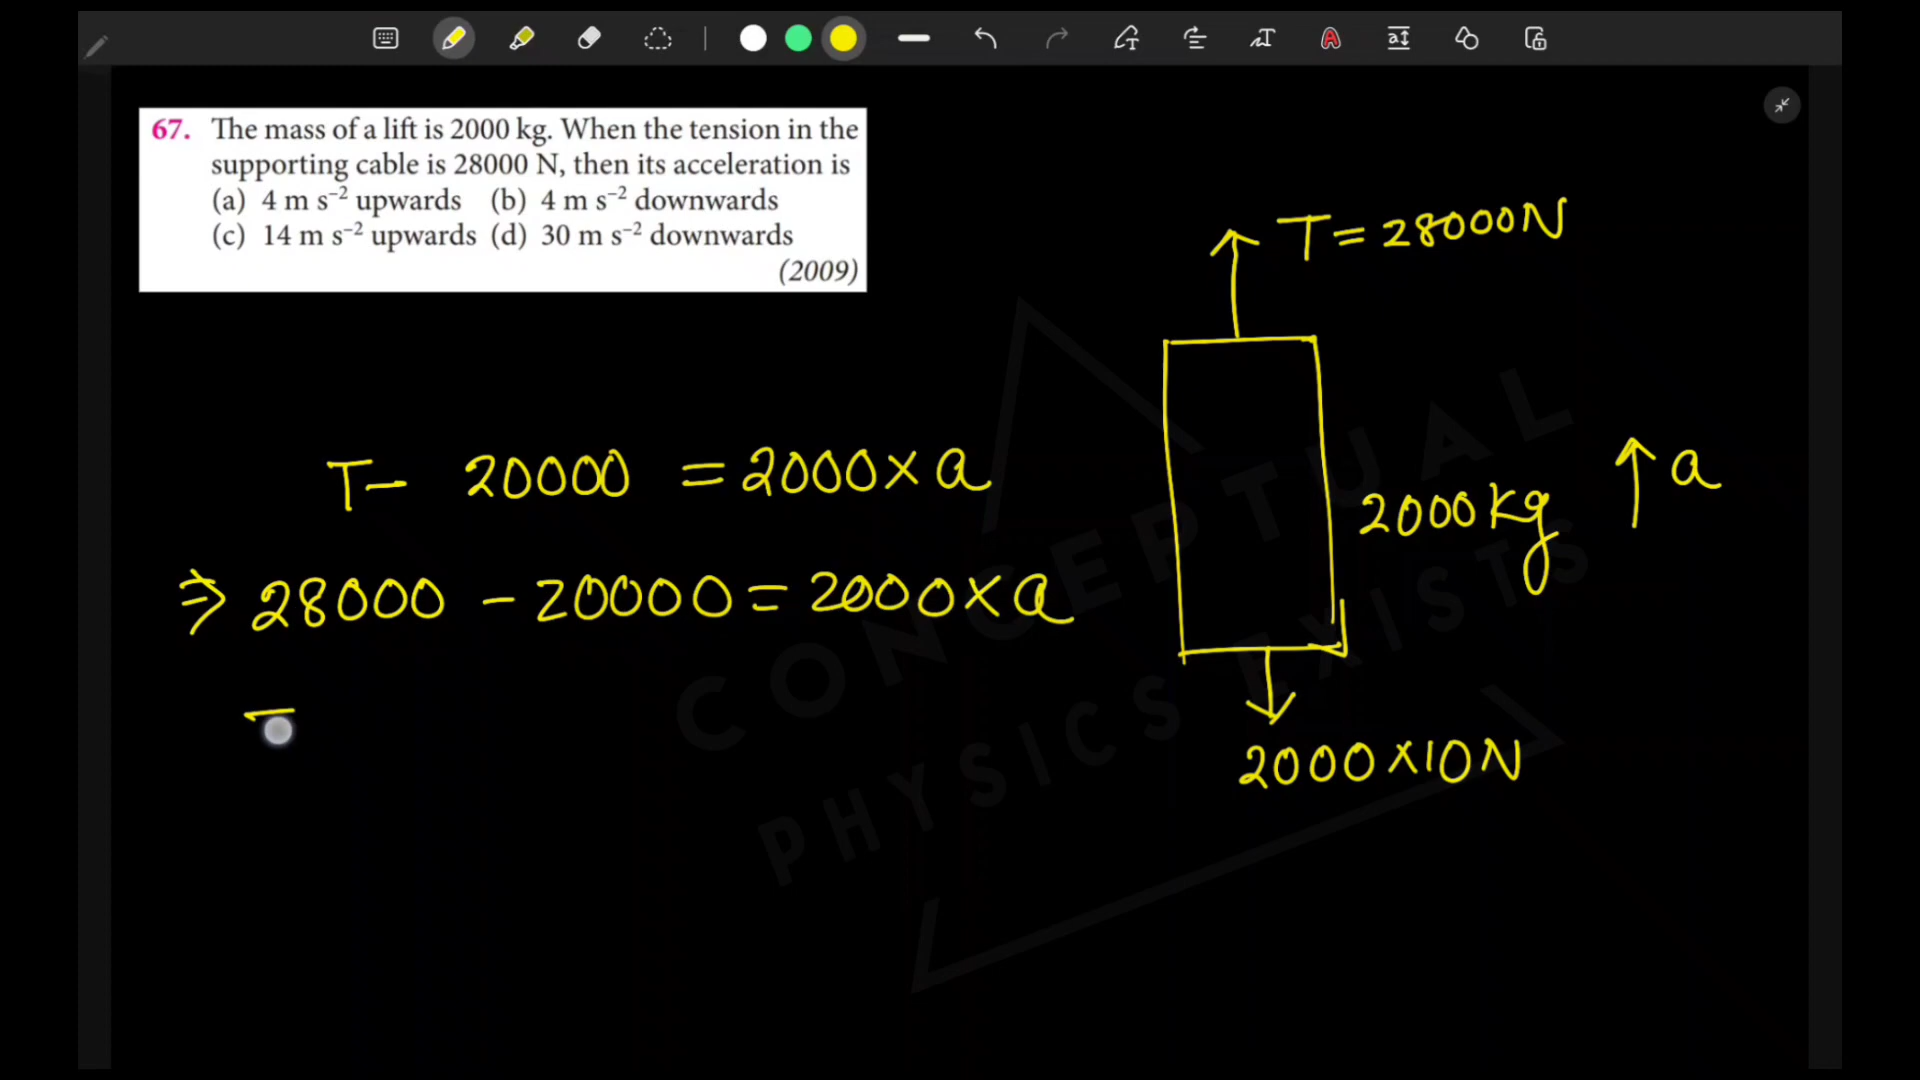 67. The mass of a lift is 2000 kg. When the tension in the
supporting cable is 28000 N, then its acceleration is
(a) 4 m s⁻² upwards (b) 4 m s⁻² downwards
(c) 14 m s⁻² upwards (d) 30 m s⁻² downwards
(2009)
T = 28000N
T - 20000 = 2000 × a
2000 kg
a
⇒ 28000 - 20000 = 2000 × a
2000 × 10 N
CONCEPTUAL
PHYSICS EXISTS